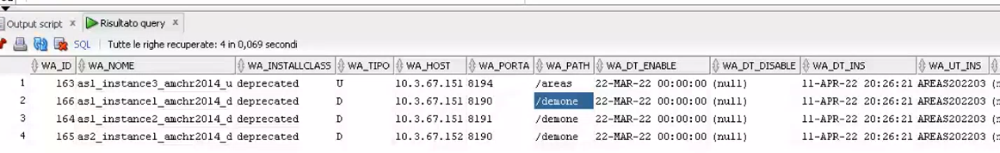 Output script × Risultato query ×
SQL Tutte le righe recuperate: 4 in 0,069 secondi
WA_ID WA_NOME WA_INSTALLCLASS WA_TIPO WA_HOST WA_PORTA WA_PATH WA_DT_ENABLE WA_DT_DISABLE WA_DT_INS WA_UT_INS
1 163 as1_instance3_amchr2014_u deprecated U 10.3.67.151 8194 /areas 22-MAR-22 00:00:00 (null) 11-APR-22 20:26:21 AREAS202203
2 166 as1_instance1_amchr2014_d deprecated D 10.3.67.151 8190 /demone 22-MAR-22 00:00:00 (null) 11-APR-22 20:26:21 AREAS202203
3 164 as1_instance2_amchr2014_d deprecated D 10.3.67.151 8191 /demone 22-MAR-22 00:00:00 (null) 11-APR-22 20:26:21 AREAS202203
4 165 as2_instance1_amchr2014_d deprecated D 10.3.67.152 8190 /demone 22-MAR-22 00:00:00 (null) 11-APR-22 20:26:21 AREAS202203